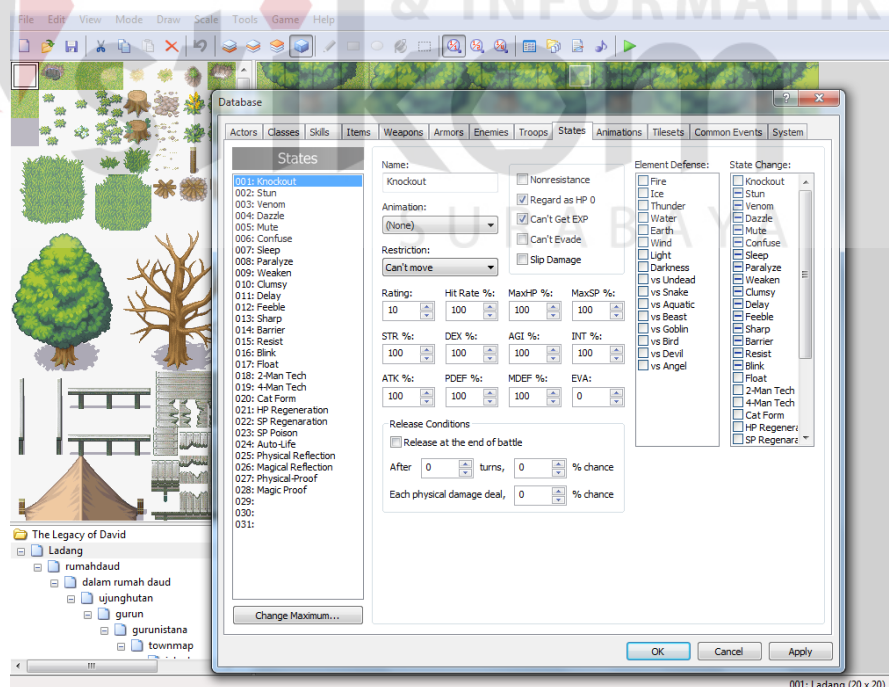 & INFORMATIK
File Edit View Mode Draw Scale Tools Game Help
Database
Actors Classes Skills Items Weapons Armors Enemies Troops States Animations Tilesets Common Events System
States
001: Knockout
002: Stun
003: Venom
004: Dazzle
005: Mute
006: Confuse
007: Sleep
008: Paralyze
009: Weaken
010: Clumsy
011: Delay
012: Feeble
013: Sharp
014: Barrier
015: Resist
016: Blink
017: Float
018: 2-Man Tech
019: 4-Man Tech
020: Cat Form
021: HP Regeneration
022: SP Regenaration
023: SP Poison
024: Auto-Life
025: Physical Reflection
026: Magical Reflection
027: Physical-Proof
028: Magic Proof
029:
030:
031:
Change Maximum...
Name:
Knockout
Animation:
(None)
Restriction:
Can't move
Nonresistance
Regard as HP 0
Can't Get EXP
Can't Evade
Slip Damage
Rating: Hit Rate %: MaxHP %: MaxSP %:
10 100 100 100
STR %: DEX %: AGI %: INT %:
100 100 100 100
ATK %: PDEF %: MDEF %: EVA:
100 100 100 0
Release Conditions
Release at the end of battle
After 0 turns, 0 % chance
Each physical damage deal, 0 % chance
Element Defense:
Fire
Ice
Thunder
Water
Earth
Wind
Light
Darkness
vs Undead
vs Snake
vs Aquatic
vs Beast
vs Goblin
vs Bird
vs Devil
vs Angel
State Change:
Knockout
Stun
Venom
Dazzle
Mute
Confuse
Sleep
Paralyze
Weaken
Clumsy
Delay
Feeble
Sharp
Barrier
Resist
Blink
Float
2-Man Tech
4-Man Tech
Cat Form
HP Regenera
SP Regenara
SURABAYA
OK Cancel Apply
The Legacy of David
Ladang
rumahdaud
dalam rumah daud
ujunghutan
gurun
gurunistana
townmap
001: Ladang (20 x 20)